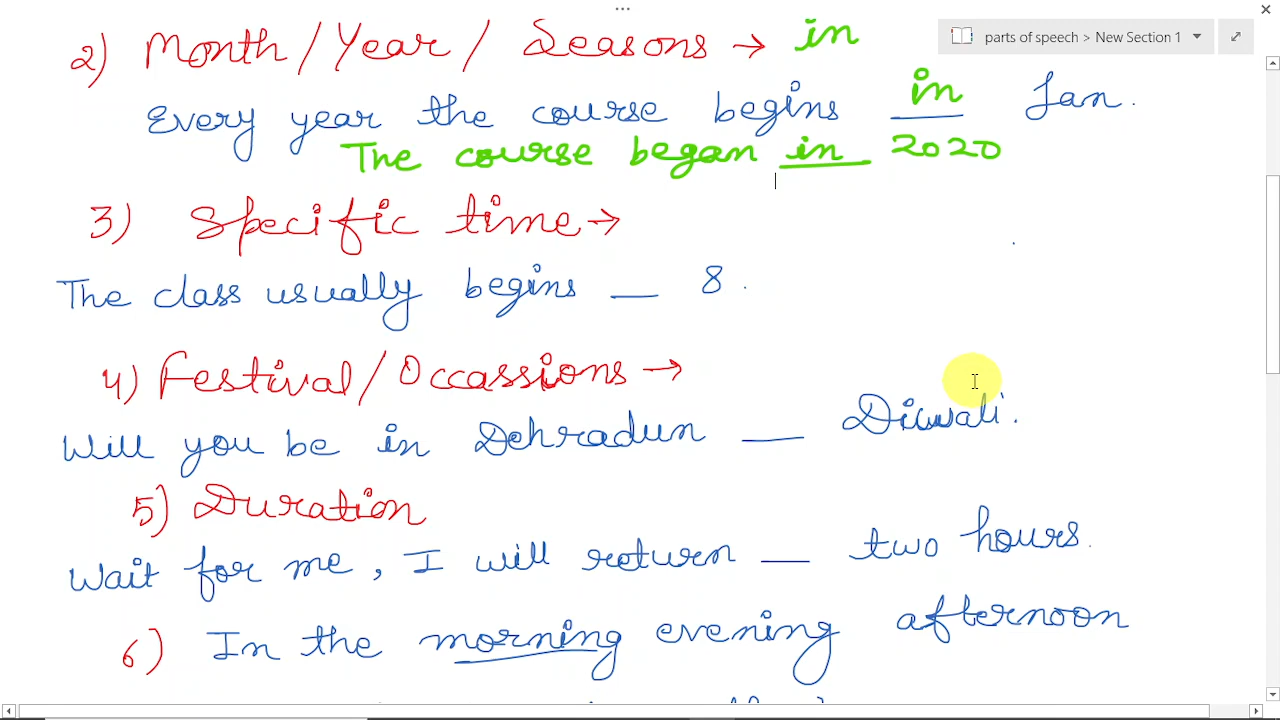 ...
parts of speech > New Section 1
2) Month / Year / Seasons → in
Every year the course begins in Jan.
The course began in 2020
3) Specific time →
The class usually begins __ 8.
4) Festival / Occassions →
Will you be in Dehradun __ Diwali.
5) Duration
Wait for me, I will return __ two hours.
6) In the morning evening afternoon